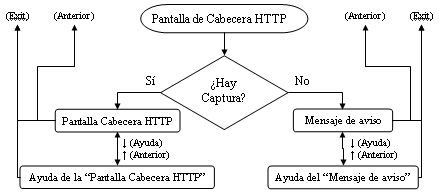 (Exit)
(Anterior)
Pantalla de Cabecera HTTP
(Anterior)
(Exit)
Sí
¿Hay
Captura?
No
Pantalla Cabecera HTTP
Mensaje de aviso
↓ (Ayuda)
↑ (Anterior)
↓ (Ayuda)
↑ (Anterior)
Ayuda de la “Pantalla Cabecera HTTP”
Ayuda del “Mensaje de aviso”